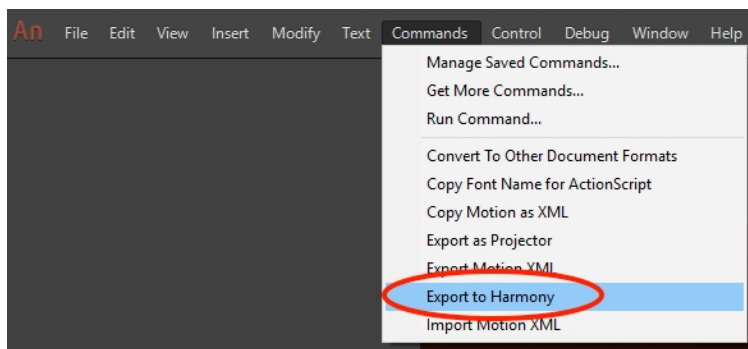 An File Edit View Insert Modify Text Commands Control Debug Window Help
Manage Saved Commands...
Get More Commands...
Run Command...
Convert To Other Document Formats
Copy Font Name for ActionScript
Copy Motion as XML
Export as Projector
Export Motion XML
Export to Harmony
Import Motion XML